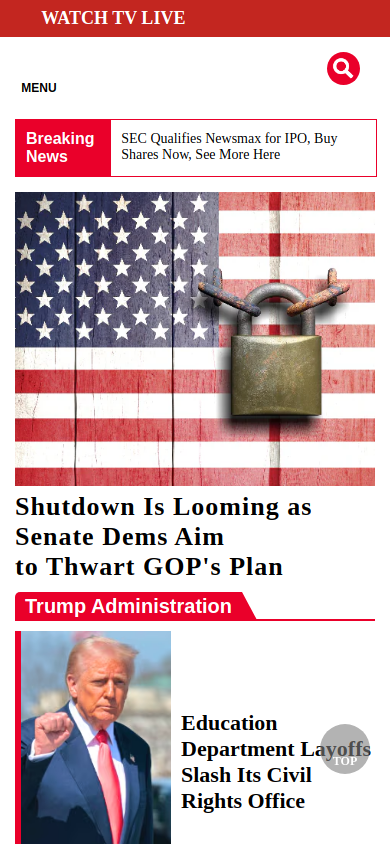 WATCH TV LIVE
MENU
Breaking
News
SEC Qualifies Newsmax for IPO, Buy
Shares Now, See More Here
Shutdown Is Looming as
Senate Dems Aim
to Thwart GOP's Plan
Trump Administration
Education
Department Layoffs
Slash Its Civil
Rights Office
TOP